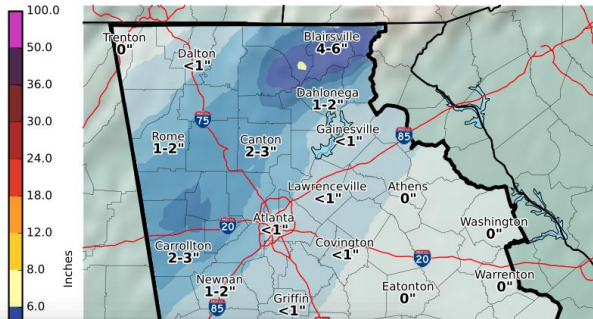 100.0
50.0
36.0
30.0
24.0
18.0
12.0
8.0
6.0
Inches
Trenton
0"
Dalton
<1"
Blairsville
4-6"
Dahlonega
1-2"
Rome
1-2"
75
Canton
2-3"
Gainesville
<1"
85
Lawrenceville
<1"
Athens
0"
Atlanta
<1"
20
Washington
0"
Carrollton
2-3"
Covington
<1"
20
Warrenton
0"
Newnan
1-2"
85
Griffin
<1"
Eatonton
0"